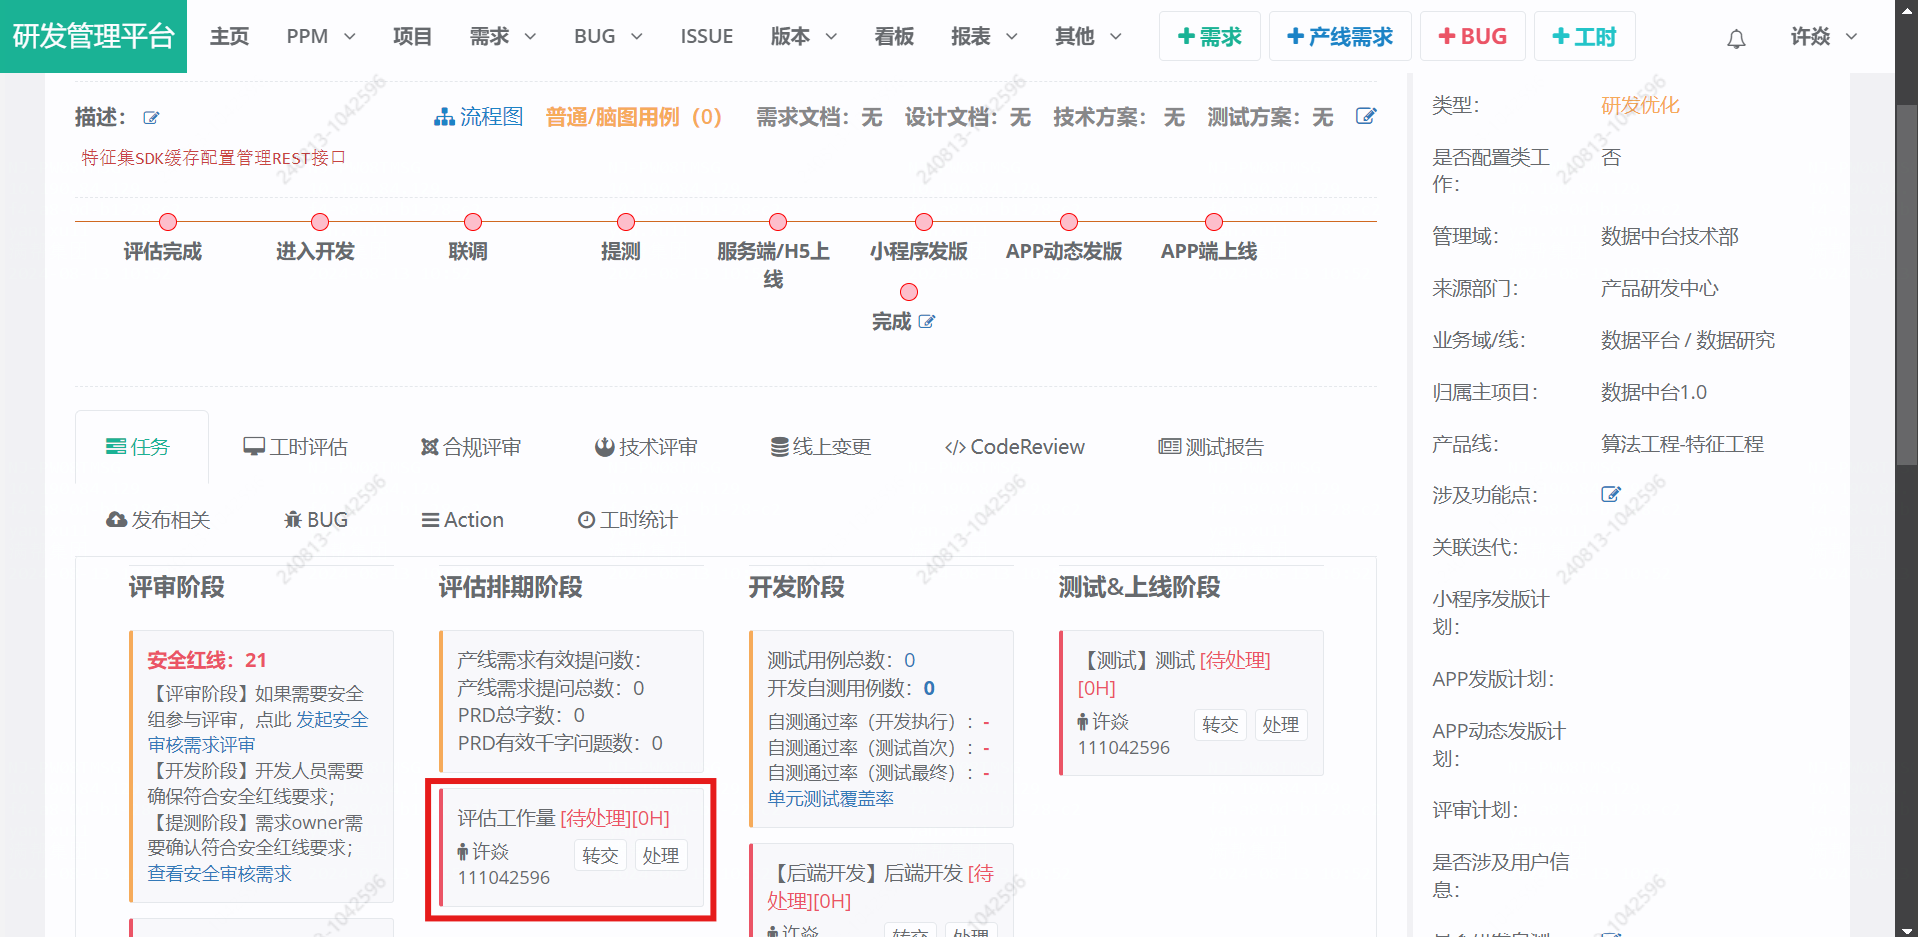 研发管理平台
主页
PPM
项目
需求
BUG
ISSUE
版本
看板
报表
其他
需求
产线需求
BUG
工时
许焱
描述:
流程图
普通/脑图用例（0）
需求文档：无
设计文档：无
技术方案： 无
测试方案：无
特征集SDK缓存配置管理REST接口
评估完成
进入开发
联调
提测
服务端/H5上
线
小程序发版
APP动态发版
APP端上线
完成
任务
工时评估
合规评审
技术评审
线上变更
</> CodeReview
测试报告
发布相关
BUG
Action
工时统计
评审阶段
安全红线：21
【评审阶段】如果需要安全
组参与评审，点此 发起安全
审核需求评审
【开发阶段】开发人员需要
确保符合安全红线要求；
【提测阶段】需求owner需
要确认符合安全红线要求；
查看安全审核需求
评估排期阶段
产线需求有效提问数：
产线需求提问总数：0
PRD总字数：0
PRD有效千字问题数：0
评估工作量 [待处理][0H]
许焱
111042596
转交
处理
开发阶段
测试用例总数：0
开发自测用例数：0
自测通过率（开发执行）：-
自测通过率（测试首次）：-
自测通过率（测试最终）：-
单元测试覆盖率
【后端开发】后端开发 [待
处理][0H]
许焱
转交
处理
测试&上线阶段
【测试】测试 [待处理]
[0H]
许焱
111042596
转交
处理
类型：
研发优化
是否配置类工
作：
否
管理域：
数据中台技术部
来源部门：
产品研发中心
业务域/线：
数据平台 / 数据研究
归属主项目：
数据中台1.0
产品线：
算法工程-特征工程
涉及功能点：
关联迭代：
小程序发版计
划：
APP发版计划：
APP动态发版计
划：
评审计划：
是否涉及用户信
息：
240813-1042596
240813-1042596
240813-1042596
240813-1042596
240813-1042596
240813-1042596